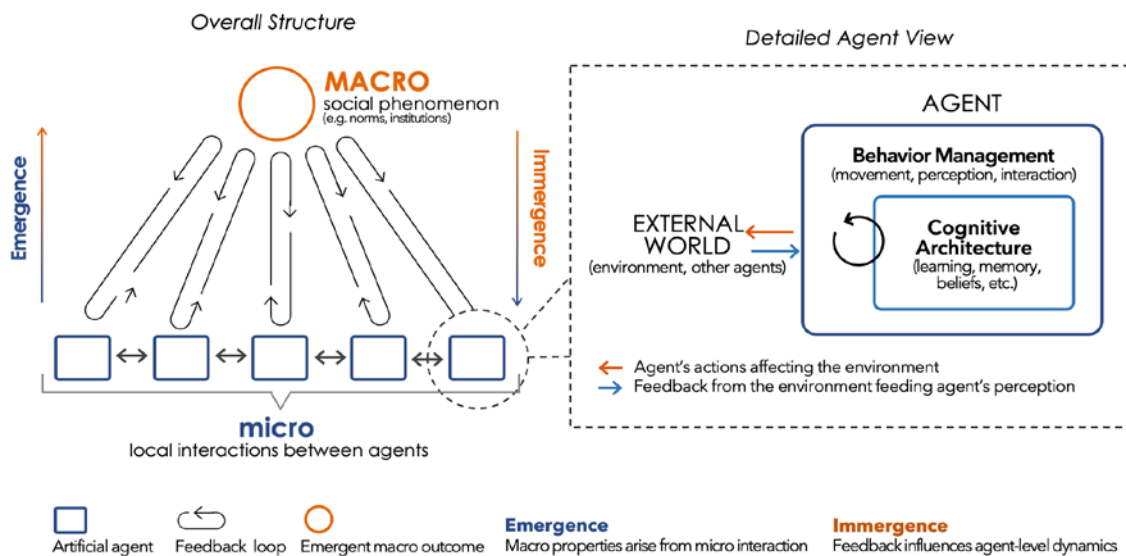 Overall Structure
MACRO
social phenomenon
(e.g. norms, institutions)
Emergence
Immergence
micro
local interactions between agents
Detailed Agent View
AGENT
Behavior Management
(movement, perception, interaction)
Cognitive
Architecture
(learning, memory,
beliefs, etc.)
EXTERNAL
WORLD
(environment, other agents)
Agent's actions affecting the environment
Feedback from the environment feeding agent's perception
Artificial agent
Feedback loop
Emergent macro outcome
Emergence
Macro properties arise from micro interaction
Immergence
Feedback influences agent-level dynamics